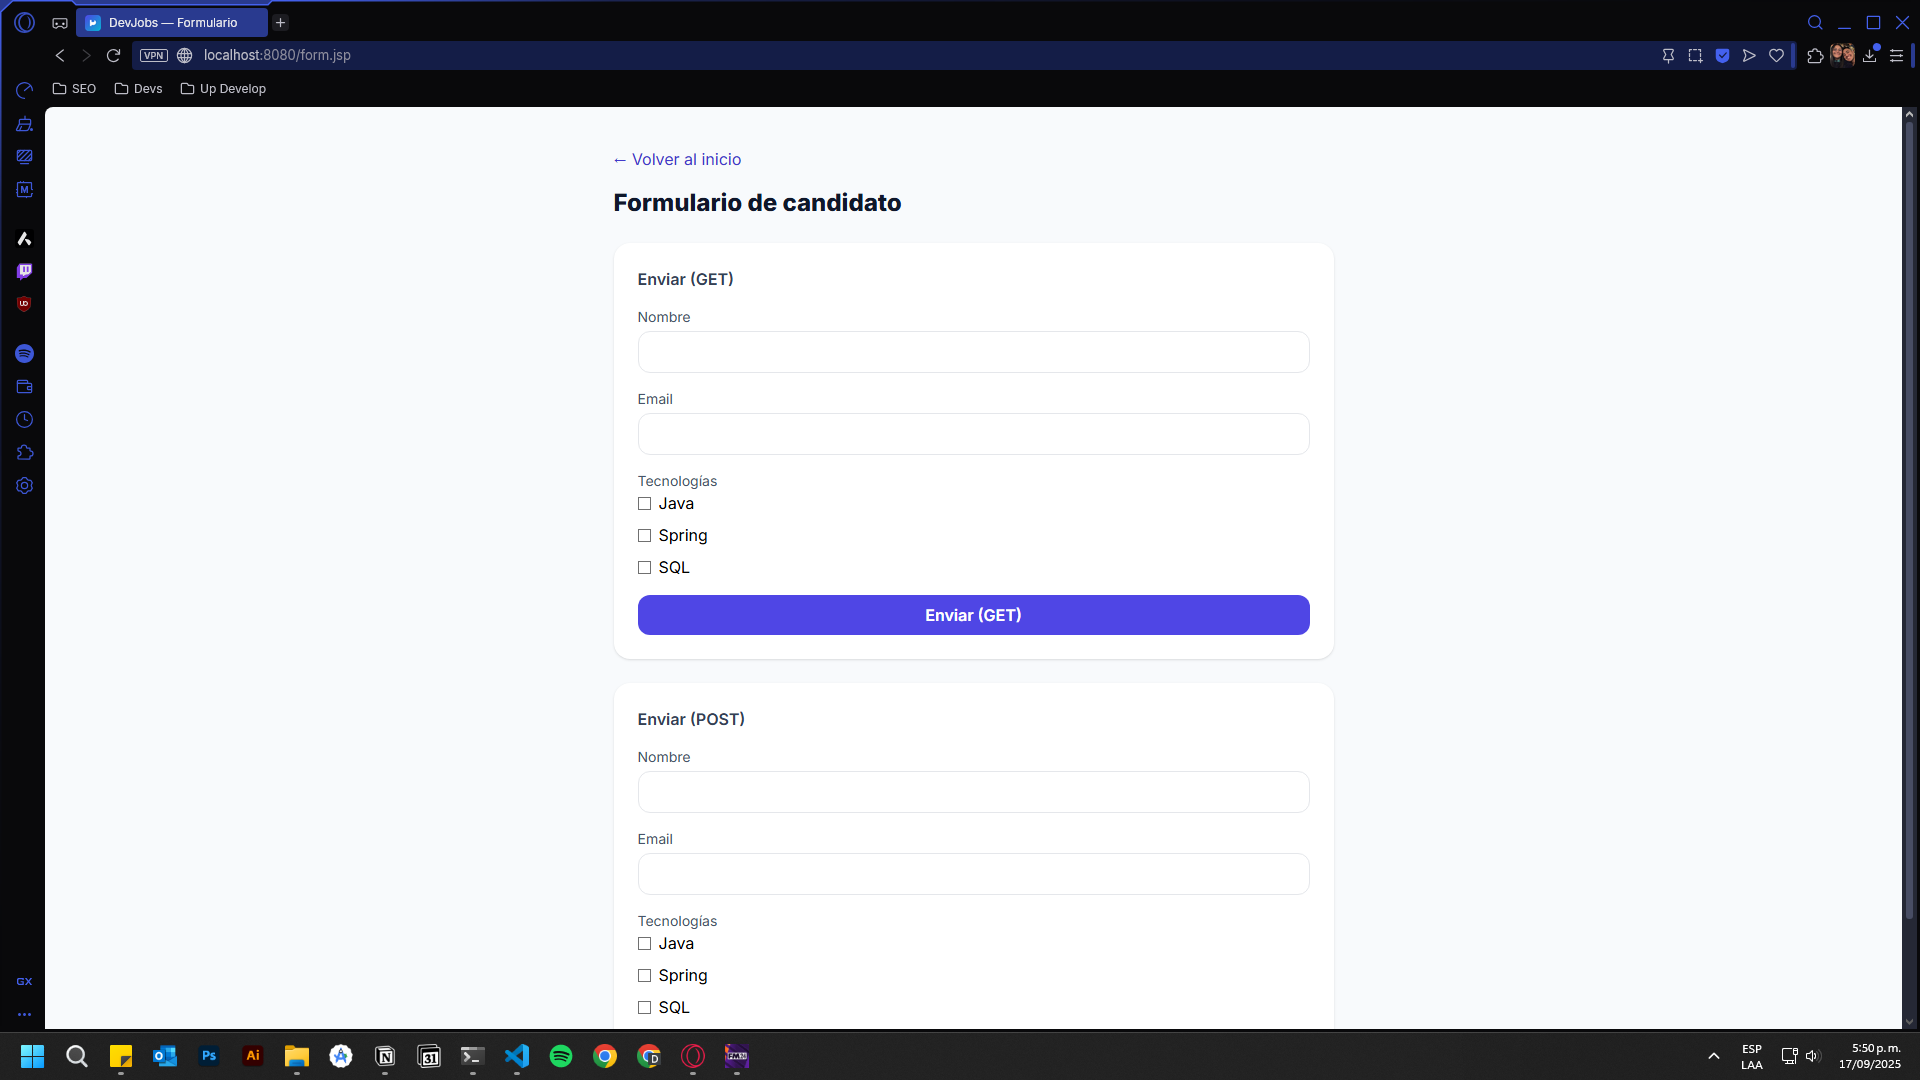 DevJobs — Formulario
VPN
localhost:8080/form.jsp
SEO
Devs
Up Develop
← Volver al inicio
Formulario de candidato
Enviar (GET)
Nombre
Email
Tecnologías
Java
Spring
SQL
Enviar (GET)
Enviar (POST)
Nombre
Email
Tecnologías
Java
Spring
SQL
GX
ESP
LAA
5:50 p. m.
17/09/2025